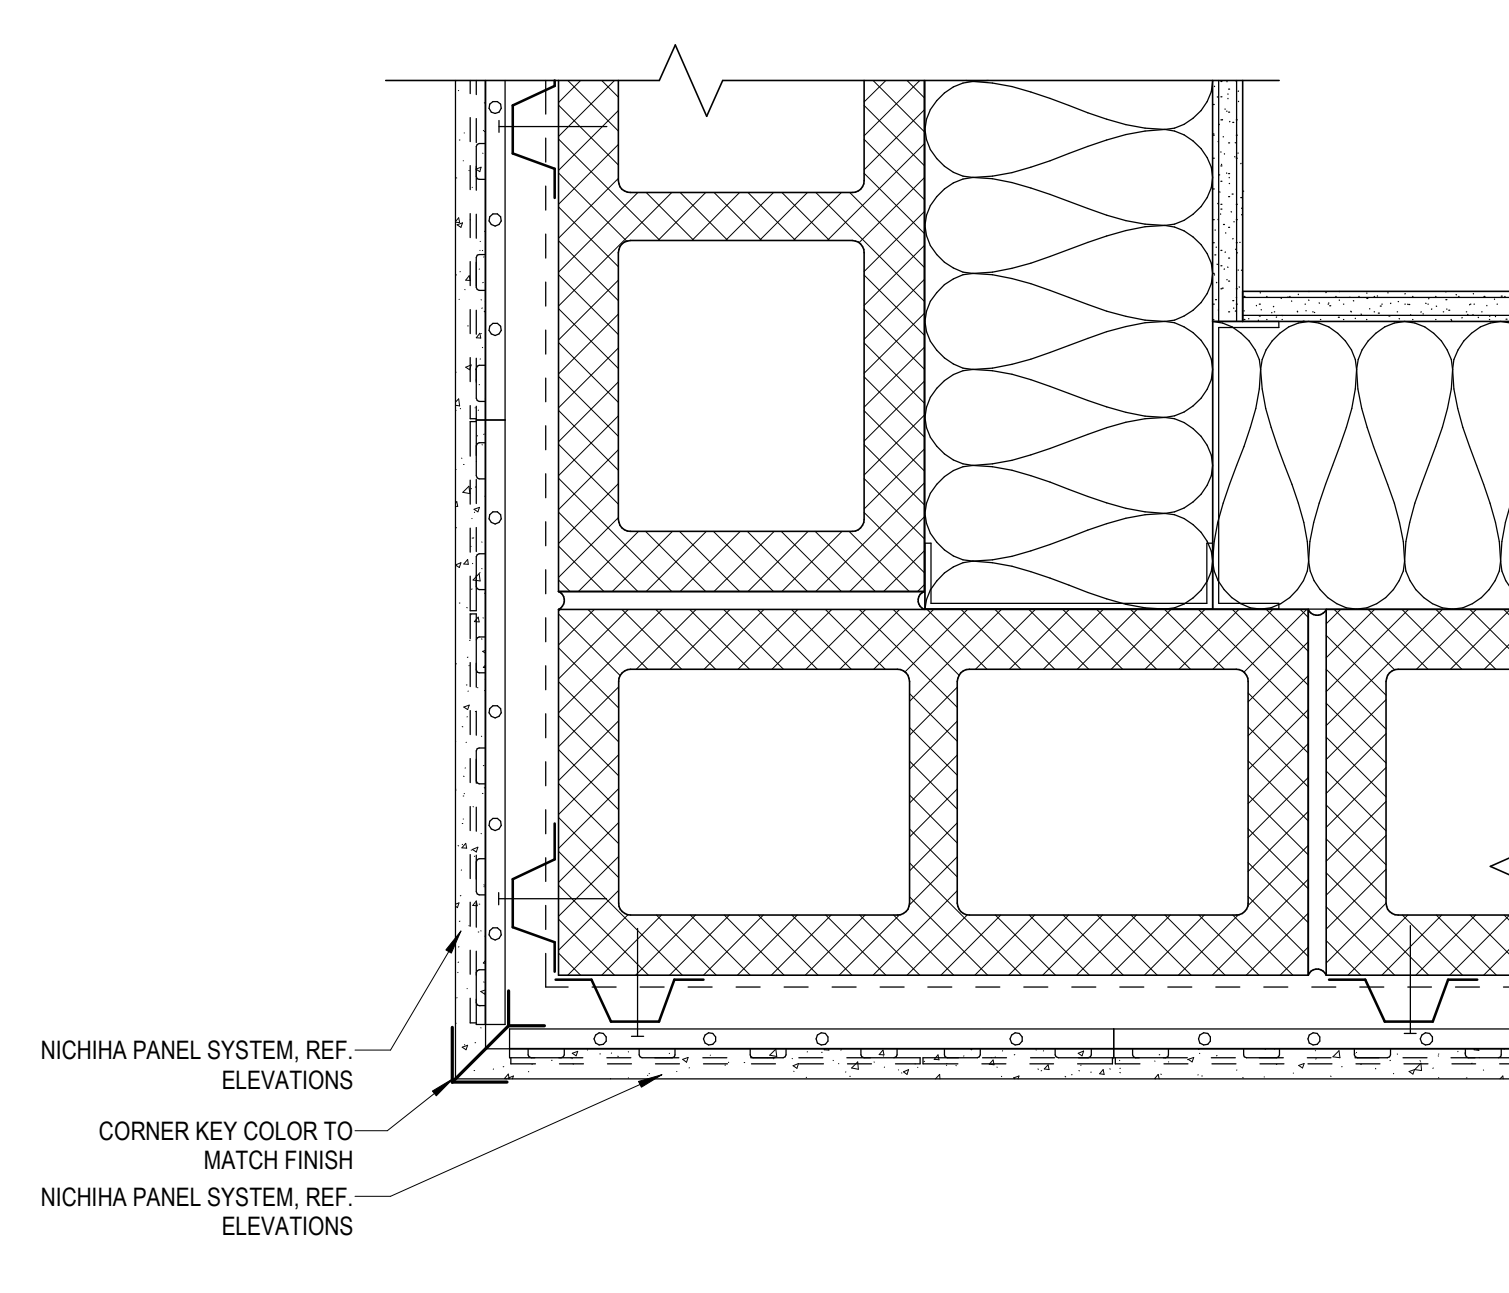 NICHIHA PANEL SYSTEM, REF.
ELEVATIONS
CORNER KEY COLOR TO
MATCH FINISH
NICHIHA PANEL SYSTEM, REF.
ELEVATIONS